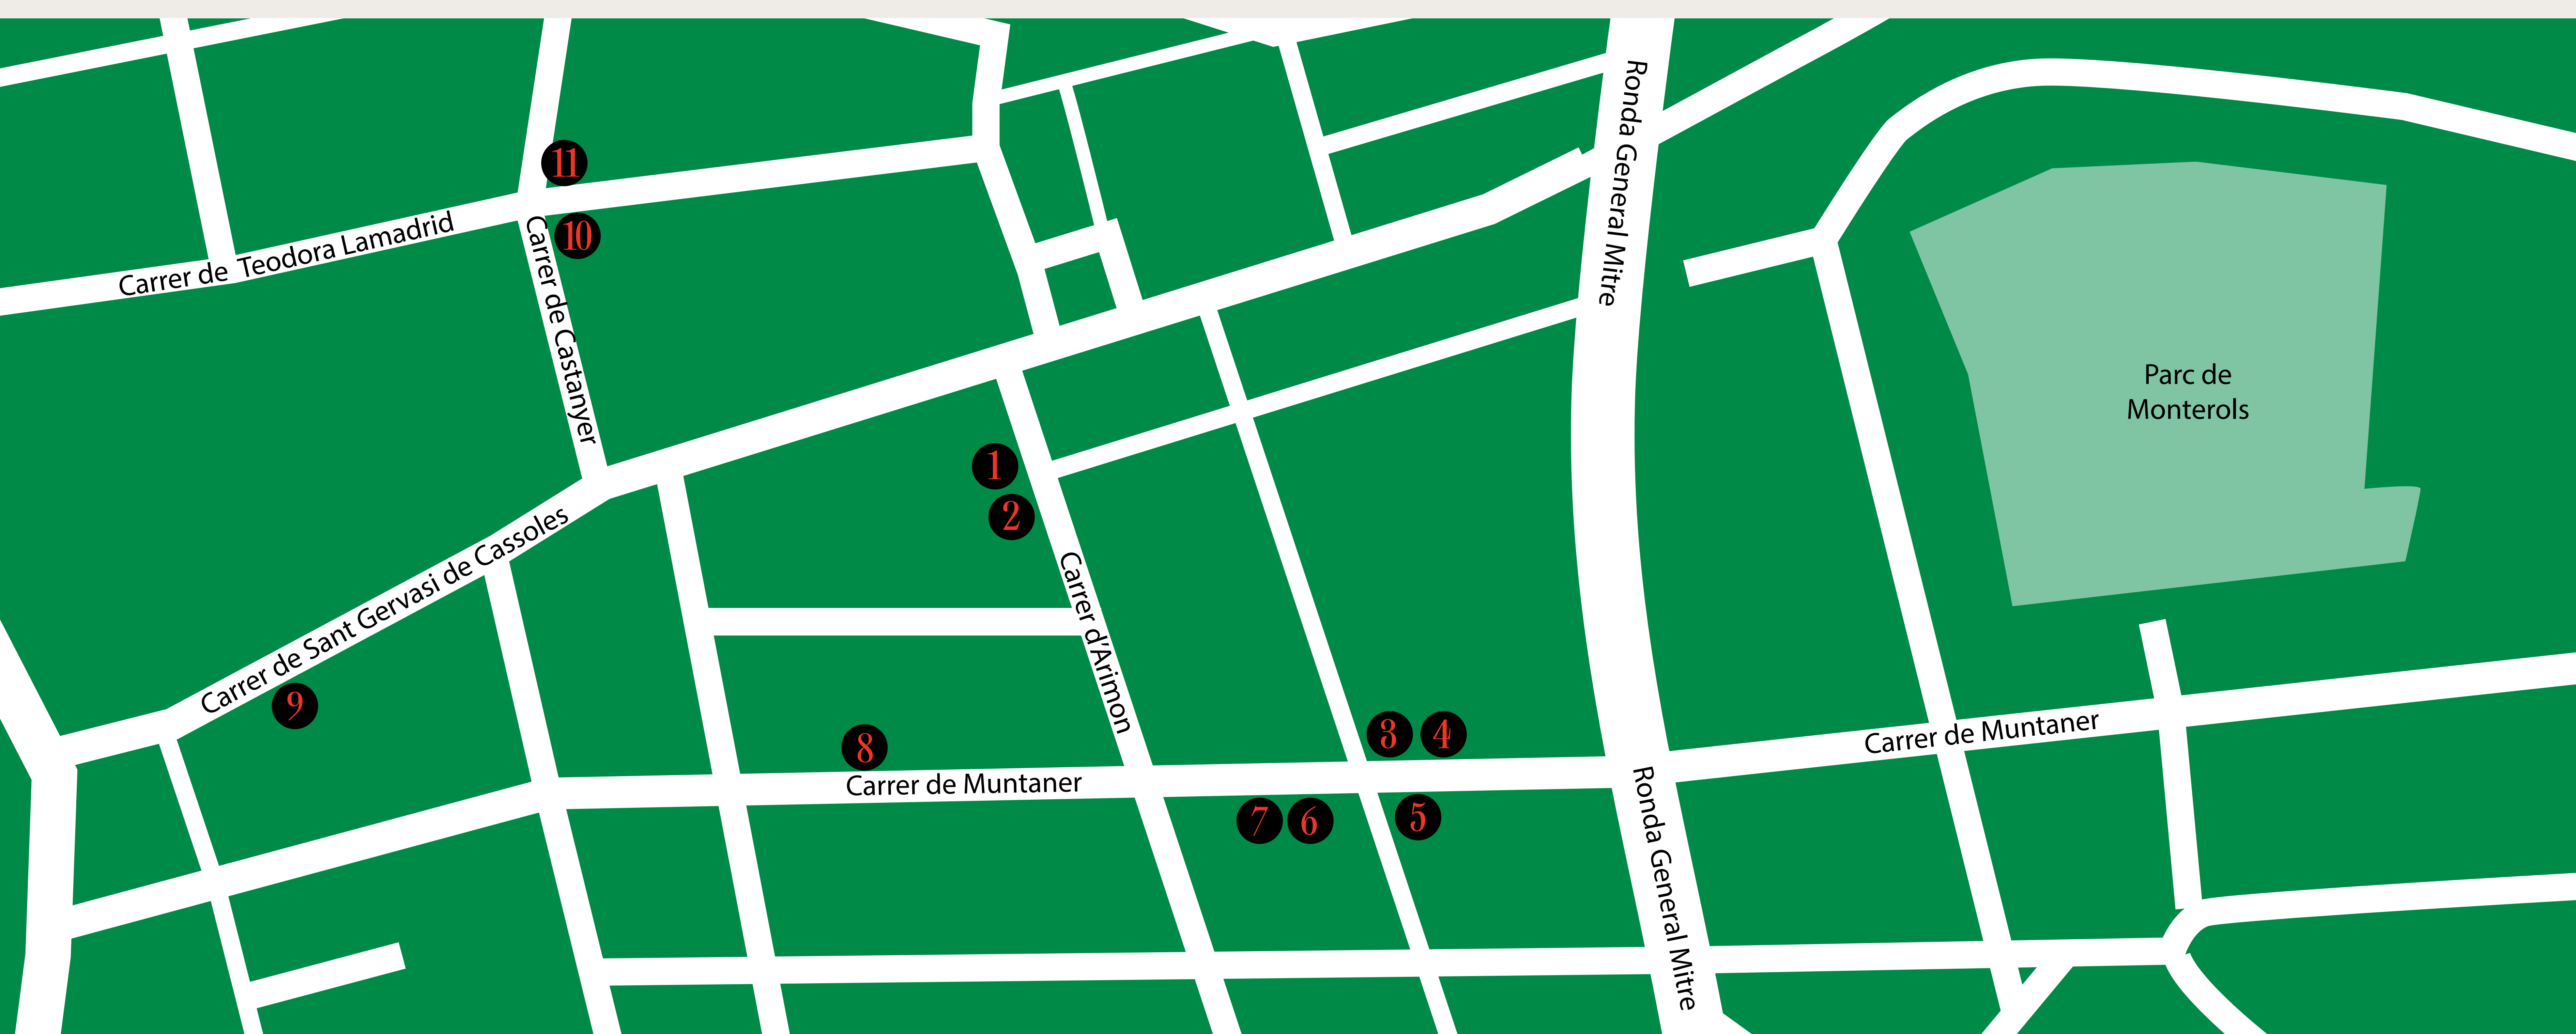 Ronda General Mitre
11
10
Carrer de Teodora Lamadrid
Carrer de Castanyer
Parc de
Monterols
1
2
Carrer de Sant Gervasi de Cassoles
Carrer d'Arimon
9
8
3
4
Carrer de Muntaner
Carrer de Muntaner
7
6
5
Ronda General Mitre